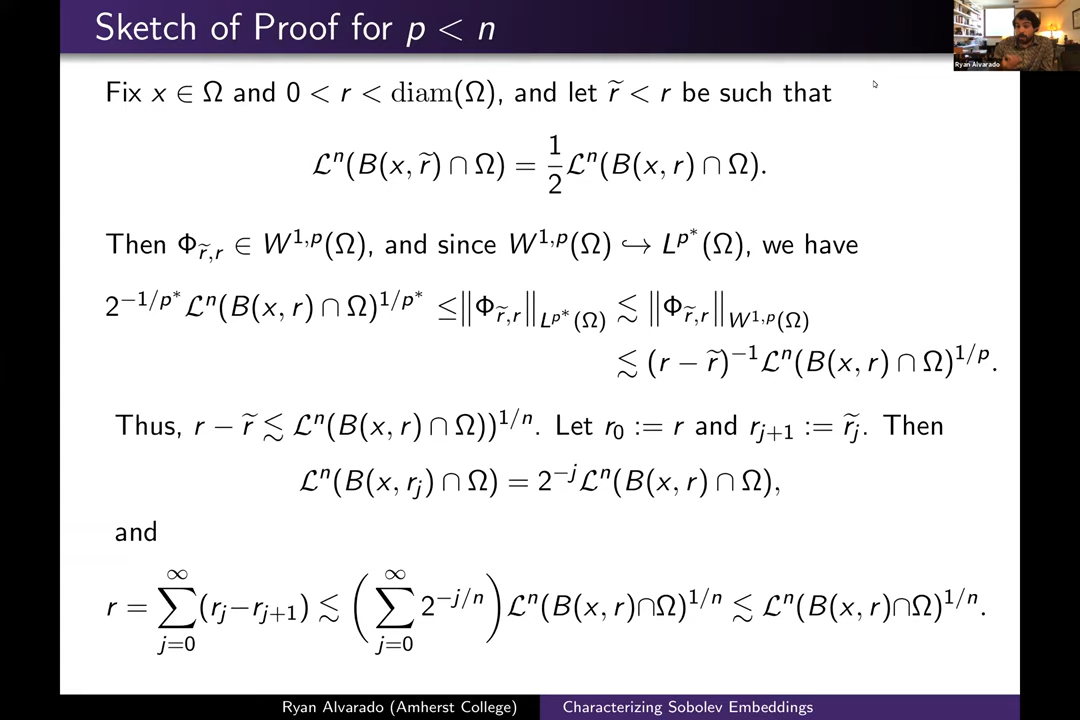 Sketch of Proof for p < n
Ryan Alvarado
Fix x ∈ Ω and 0 < r < diam(Ω), and let r̃ < r be such that
ℒⁿ(B(x, r̃) ∩ Ω) = 1/2 ℒⁿ(B(x, r) ∩ Ω).
Then Φ_{r̃,r} ∈ W^{1,p}(Ω), and since W^{1,p}(Ω) ↪ L^{p*}(Ω), we have
2^{−1/p*} ℒⁿ(B(x, r) ∩ Ω)^{1/p*} ≤ ‖Φ_{r̃,r}‖_{L^{p*}(Ω)} ≲ ‖Φ_{r̃,r}‖_{W^{1,p}(Ω)}
≲ (r − r̃)^{−1} ℒⁿ(B(x, r) ∩ Ω)^{1/p}.
Thus, r − r̃ ≲ ℒⁿ(B(x, r) ∩ Ω))^{1/n}. Let r₀ := r and r_{j+1} := r̃_j. Then
ℒⁿ(B(x, r_j) ∩ Ω) = 2^{−j} ℒⁿ(B(x, r) ∩ Ω),
and
r = ∑_{j=0}^{∞} (r_j − r_{j+1}) ≲ (∑_{j=0}^{∞} 2^{−j/n}) ℒⁿ(B(x, r)∩Ω)^{1/n} ≲ ℒⁿ(B(x, r)∩Ω)^{1/n}.
Ryan Alvarado (Amherst College) Characterizing Sobolev Embeddings